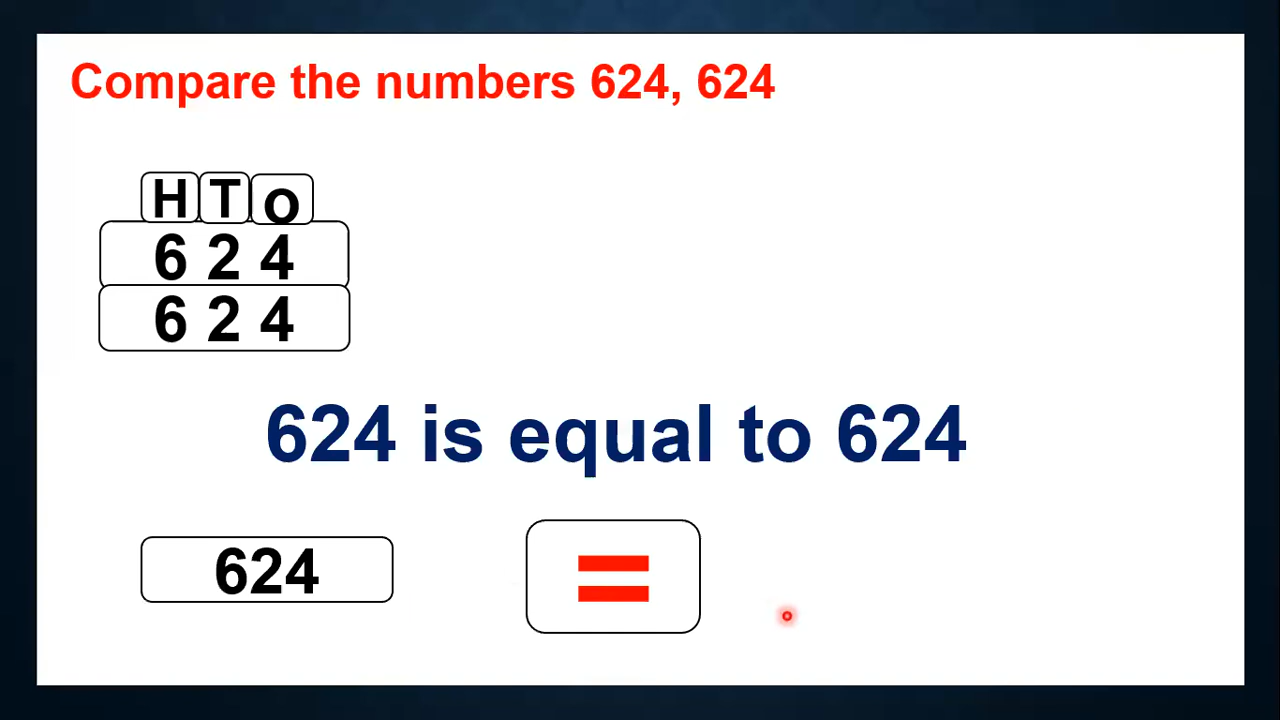 Compare the numbers 624, 624
H T o
6 2 4
6 2 4
624 is equal to 624
624 =